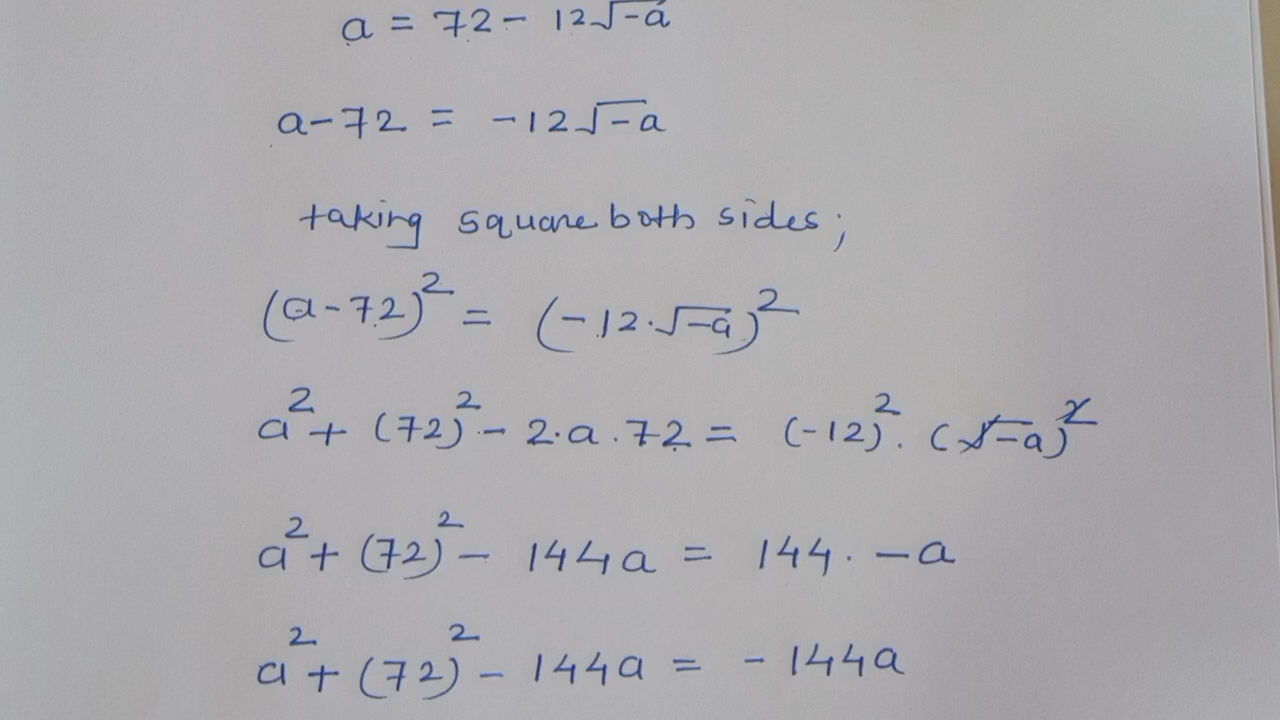 a = 72 - 12√-a
a - 72 = -12√-a
taking square both sides;
(a - 72)² = (-12.√-a)²
a² + (72)² - 2.a.72 = (-12)². (√-a)²
a² + (72)² - 144a = 144. -a
a² + (72)² - 144a = -144a